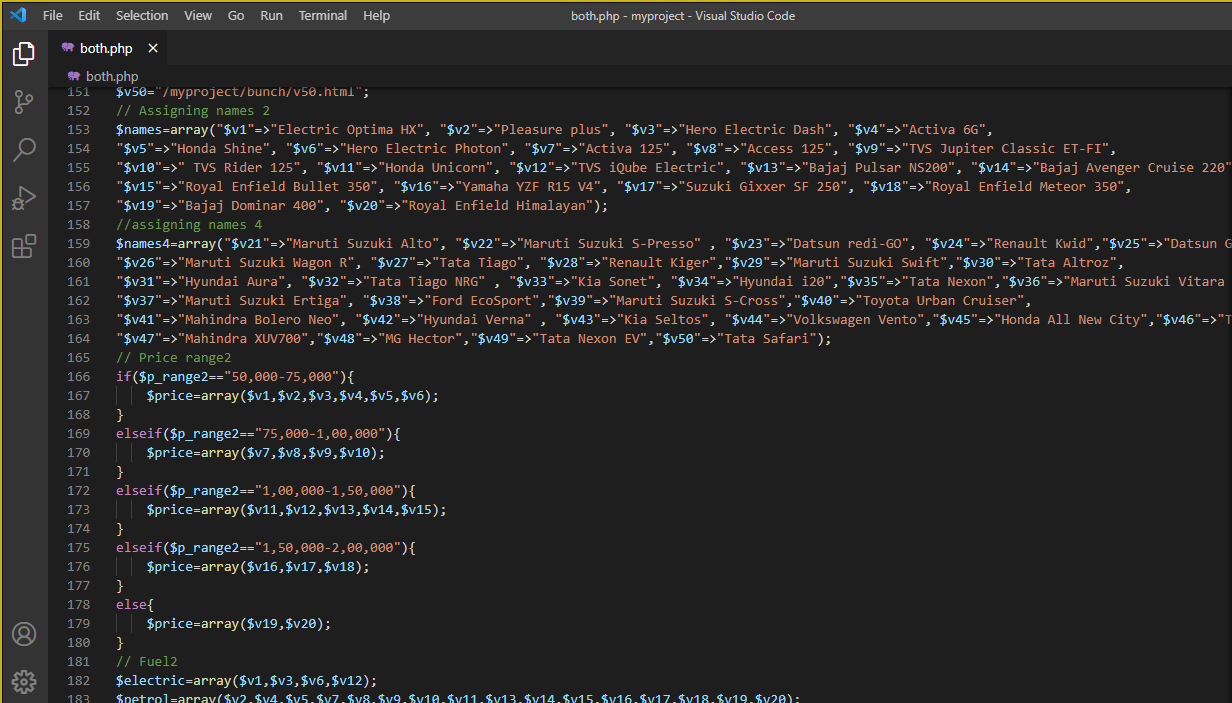 File Edit Selection View Go Run Terminal Help both.php - myproject - Visual Studio Code
both.php ×
both.php
151 $v50="/myproject/bunch/v50.html";
152 // Assigning names 2
153 $names=array("$v1"=>"Electric Optima HX", "$v2"=>"Pleasure plus", "$v3"=>"Hero Electric Dash", "$v4"=>"Activa 6G",
154 "$v5"=>"Honda Shine", "$v6"=>"Hero Electric Photon", "$v7"=>"Activa 125", "$v8"=>"Access 125", "$v9"=>"TVS Jupiter Classic ET-FI",
155 "$v10"=>" TVS Rider 125", "$v11"=>"Honda Unicorn", "$v12"=>"TVS iQube Electric", "$v13"=>"Bajaj Pulsar NS200", "$v14"=>"Bajaj Avenger Cruise 220"
156 "$v15"=>"Royal Enfield Bullet 350", "$v16"=>"Yamaha YZF R15 V4", "$v17"=>"Suzuki Gixxer SF 250", "$v18"=>"Royal Enfield Meteor 350",
157 "$v19"=>"Bajaj Dominar 400", "$v20"=>"Royal Enfield Himalayan");
158 //assigning names 4
159 $names4=array("$v21"=>"Maruti Suzuki Alto", "$v22"=>"Maruti Suzuki S-Presso" , "$v23"=>"Datsun redi-GO", "$v24"=>"Renault Kwid","$v25"=>"Datsun G
160 "$v26"=>"Maruti Suzuki Wagon R", "$v27"=>"Tata Tiago", "$v28"=>"Renault Kiger","$v29"=>"Maruti Suzuki Swift","$v30"=>"Tata Altroz",
161 "$v31"=>"Hyundai Aura", "$v32"=>"Tata Tiago NRG" , "$v33"=>"Kia Sonet", "$v34"=>"Hyundai i20","$v35"=>"Tata Nexon","$v36"=>"Maruti Suzuki Vitara
162 "$v37"=>"Maruti Suzuki Ertiga", "$v38"=>"Ford EcoSport","$v39"=>"Maruti Suzuki S-Cross","$v40"=>"Toyota Urban Cruiser",
163 "$v41"=>"Mahindra Bolero Neo", "$v42"=>"Hyundai Verna" , "$v43"=>"Kia Seltos", "$v44"=>"Volkswagen Vento","$v45"=>"Honda All New City","$v46"=>"T
164 "$v47"=>"Mahindra XUV700","$v48"=>"MG Hector","$v49"=>"Tata Nexon EV","$v50"=>"Tata Safari");
165 // Price range2
166 if($p_range2=="50,000-75,000"){
167 $price=array($v1,$v2,$v3,$v4,$v5,$v6);
168 }
169 elseif($p_range2=="75,000-1,00,000"){
170 $price=array($v7,$v8,$v9,$v10);
171 }
172 elseif($p_range2=="1,00,000-1,50,000"){
173 $price=array($v11,$v12,$v13,$v14,$v15);
174 }
175 elseif($p_range2=="1,50,000-2,00,000"){
176 $price=array($v16,$v17,$v18);
177 }
178 else{
179 $price=array($v19,$v20);
180 }
181 // Fuel2
182 $electric=array($v1,$v3,$v6,$v12);
183 $petrol=array($v2,$v4,$v5,$v7,$v8,$v9,$v10,$v11,$v13,$v14,$v15,$v16,$v17,$v18,$v19,$v20);